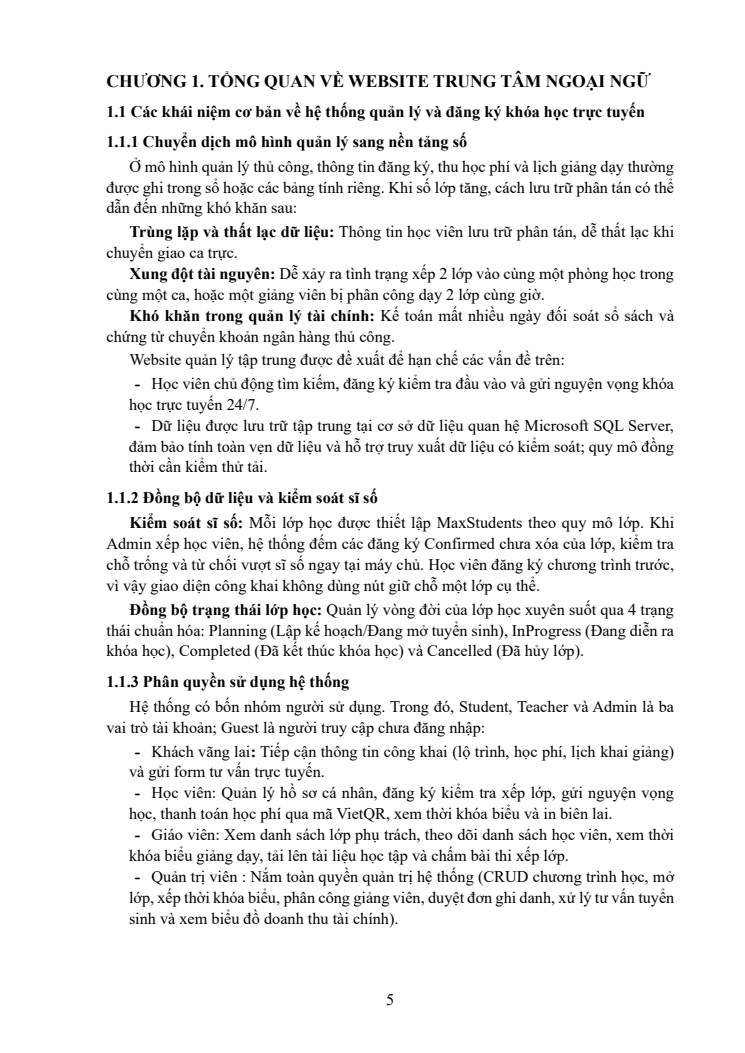 CHƯƠNG 1. TỔNG QUAN VỀ WEBSITE TRUNG TÂM NGOẠI NGỮ
1.1 Các khái niệm cơ bản về hệ thống quản lý và đăng ký khóa học trực tuyến
1.1.1 Chuyển dịch mô hình quản lý sang nền tảng số
Ở mô hình quản lý thủ công, thông tin đăng ký, thu học phí và lịch giảng dạy thường
được ghi trong sổ hoặc các bảng tính riêng. Khi số lớp tăng, cách lưu trữ phân tán có thể
dẫn đến những khó khăn sau:
Trùng lặp và thất lạc dữ liệu: Thông tin học viên lưu trữ phân tán, dễ thất lạc khi
chuyển giao ca trực.
Xung đột tài nguyên: Dễ xảy ra tình trạng xếp 2 lớp vào cùng một phòng học trong
cùng một ca, hoặc một giảng viên bị phân công dạy 2 lớp cùng giờ.
Khó khăn trong quản lý tài chính: Kế toán mất nhiều ngày đối soát sổ sách và
chứng từ chuyển khoản ngân hàng thủ công.
Website quản lý tập trung được đề xuất để hạn chế các vấn đề trên:
- Học viên chủ động tìm kiếm, đăng ký kiểm tra đầu vào và gửi nguyện vọng khóa
học trực tuyến 24/7.
- Dữ liệu được lưu trữ tập trung tại cơ sở dữ liệu quan hệ Microsoft SQL Server,
đảm bảo tính toàn vẹn dữ liệu và hỗ trợ truy xuất dữ liệu có kiểm soát; quy mô đồng
thời cần kiểm thử tải.
1.1.2 Đồng bộ dữ liệu và kiểm soát sĩ số
Kiểm soát sĩ số: Mỗi lớp học được thiết lập MaxStudents theo quy mô lớp. Khi
Admin xếp học viên, hệ thống đếm các đăng ký Confirmed chưa xóa của lớp, kiểm tra
chỗ trống và từ chối vượt sĩ số ngay tại máy chủ. Học viên đăng ký chương trình trước,
vì vậy giao diện công khai không dùng nút giữ chỗ một lớp cụ thể.
Đồng bộ trạng thái lớp học: Quản lý vòng đời của lớp học xuyên suốt qua 4 trạng
thái chuẩn hóa: Planning (Lập kế hoạch/Đang mở tuyển sinh), InProgress (Đang diễn ra
khóa học), Completed (Đã kết thúc khóa học) và Cancelled (Đã hủy lớp).
1.1.3 Phân quyền sử dụng hệ thống
Hệ thống có bốn nhóm người sử dụng. Trong đó, Student, Teacher và Admin là ba
vai trò tài khoản; Guest là người truy cập chưa đăng nhập:
- Khách vãng lai: Tiếp cận thông tin công khai (lộ trình, học phí, lịch khai giảng)
và gửi form tư vấn trực tuyến.
- Học viên: Quản lý hồ sơ cá nhân, đăng ký kiểm tra xếp lớp, gửi nguyện vọng
học, thanh toán học phí qua mã VietQR, xem thời khóa biểu và in biên lai.
- Giáo viên: Xem danh sách lớp phụ trách, theo dõi danh sách học viên, xem thời
khóa biểu giảng dạy, tải lên tài liệu học tập và chấm bài thi xếp lớp.
- Quản trị viên : Nắm toàn quyền quản trị hệ thống (CRUD chương trình học, mở
lớp, xếp thời khóa biểu, phân công giảng viên, duyệt đơn ghi danh, xử lý tư vấn tuyển
sinh và xem biểu đồ doanh thu tài chính).
5